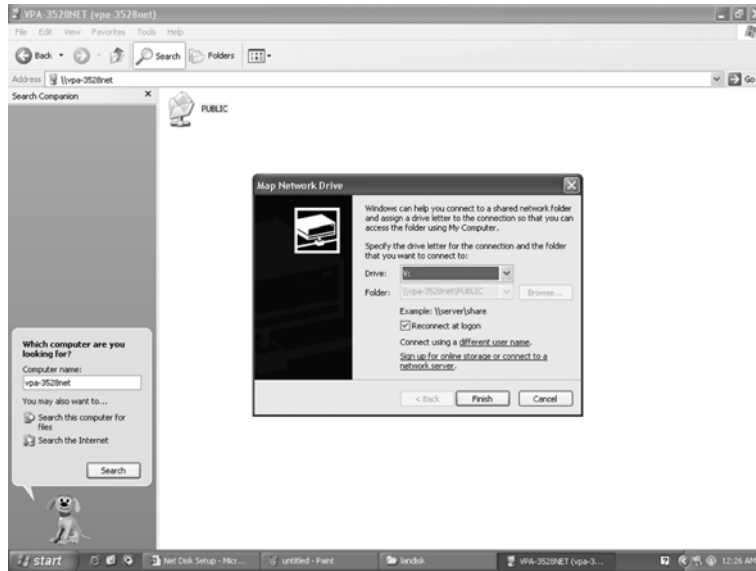 VPA-3528NET (vpa-3528net)
File Edit View Favorites Tools Help
Back Search Folders
Address \\vpa-3528net Go
Search Companion
PUBLIC
Map Network Drive
Windows can help you connect to a shared network folder
and assign a drive letter to the connection so that you can
access the folder using My Computer.
Specify the drive letter for the connection and the folder
that you want to connect to:
Drive:
Folder: \\vpa-3528net\PUBLIC Browse...
Example: \\server\share
Reconnect at logon
Connect using a different user name.
Sign up for online storage or connect to a
network server.
< Back Finish Cancel
Which computer are you
looking for?
Computer name:
vpa-3528net
You may also want to...
Search this computer for
files
Search the Internet
Search
start Net Disk Setup - Micr... untitled - Paint landisk VPA-3528NET (vpa-3... 12:26 AM